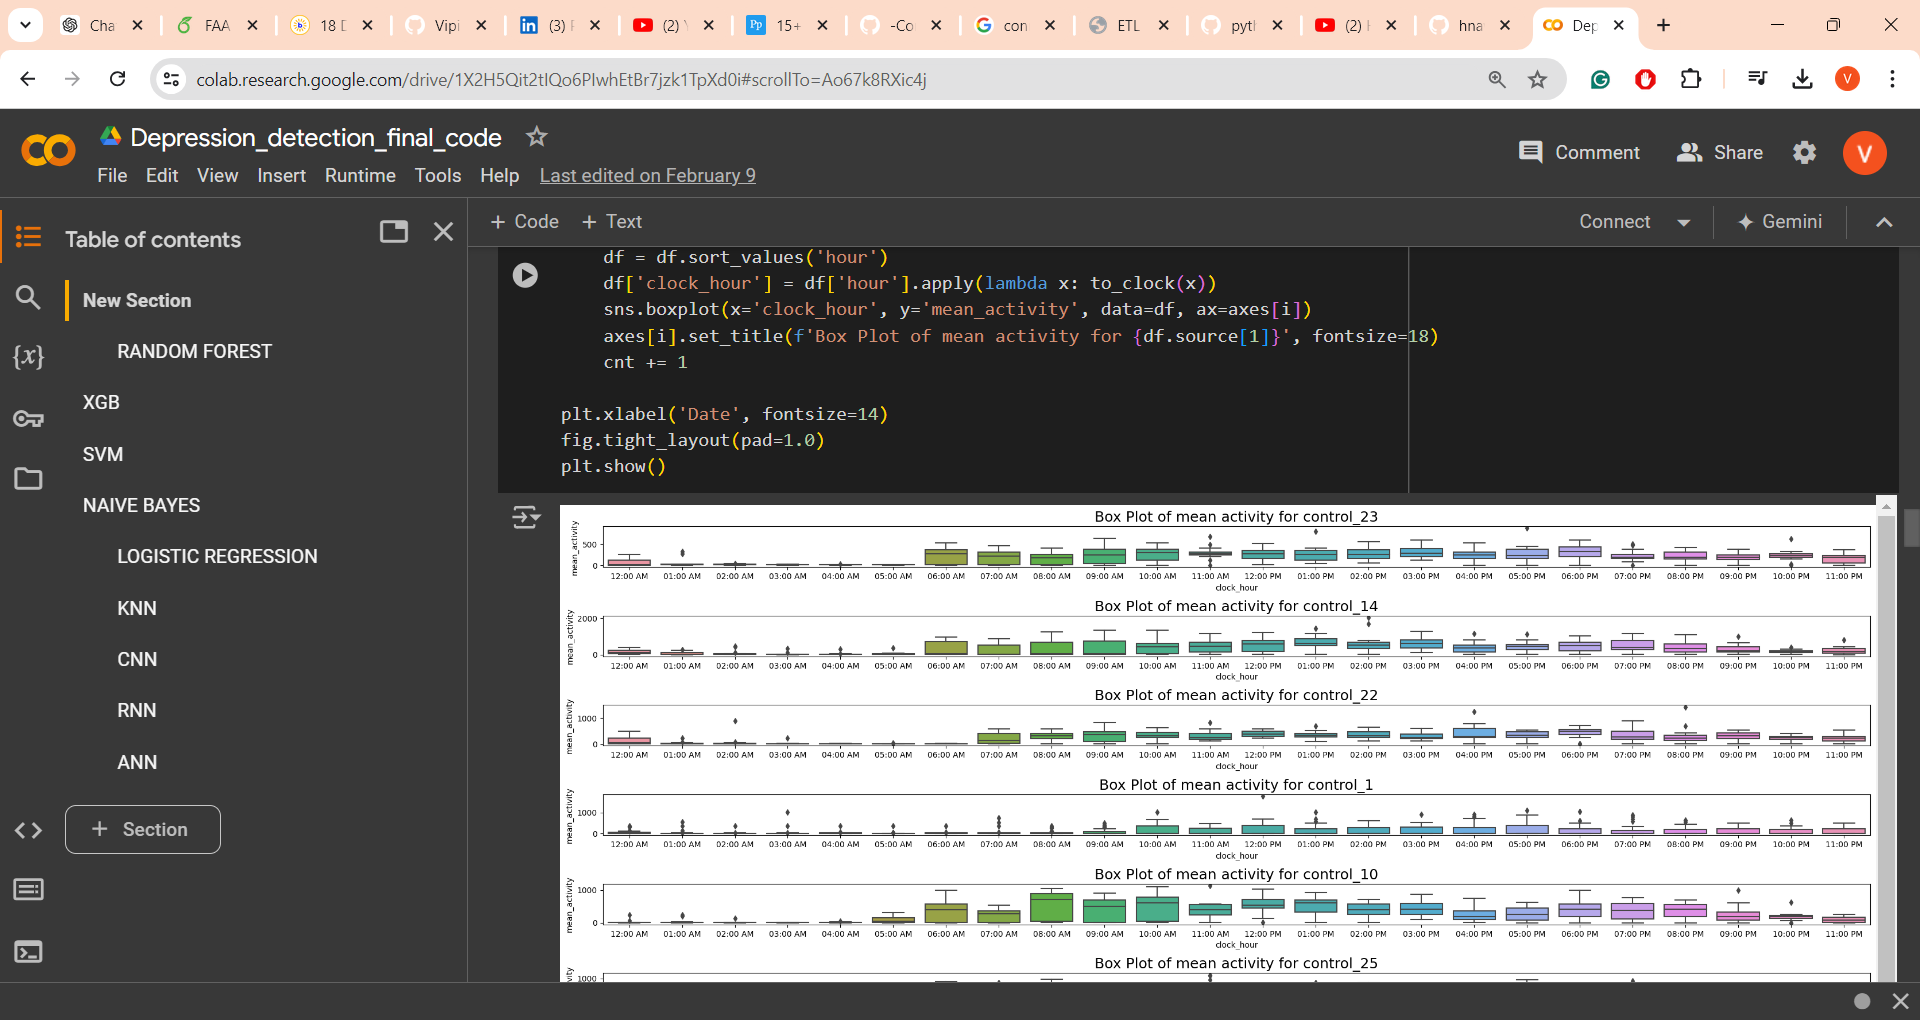 Cha
FAA
18 D
Vipi
(3) F
(2) Y
15+
-Co
con
ETL
pytl
(2) H
hna
Dep
colab.research.google.com/drive/1X2H5Qit2tIQo6PIwhEtBr7jzk1TpXd0i#scrollTo=Ao67k8RXic4j
V
Depression_detection_final_code
File Edit View Insert Runtime Tools Help Last edited on February 9
Comment Share V
Table of contents
New Section
RANDOM FOREST
XGB
SVM
NAIVE BAYES
LOGISTIC REGRESSION
KNN
CNN
RNN
ANN
+ Section
+ Code + Text
Connect Gemini
df = df.sort_values('hour')
df['clock_hour'] = df['hour'].apply(lambda x: to_clock(x))
sns.boxplot(x='clock_hour', y='mean_activity', data=df, ax=axes[i])
axes[i].set_title(f'Box Plot of mean activity for {df.source[1]}', fontsize=18)
cnt += 1
plt.xlabel('Date', fontsize=14)
fig.tight_layout(pad=1.0)
plt.show()
Box Plot of mean activity for control_23
mean_activity
500
0
12:00 AM 01:00 AM 02:00 AM 03:00 AM 04:00 AM 05:00 AM 06:00 AM 07:00 AM 08:00 AM 09:00 AM 10:00 AM 11:00 AM 12:00 PM 01:00 PM 02:00 PM 03:00 PM 04:00 PM 05:00 PM 06:00 PM 07:00 PM 08:00 PM 09:00 PM 10:00 PM 11:00 PM
clock_hour
Box Plot of mean activity for control_14
mean_activity
2000
0
12:00 AM 01:00 AM 02:00 AM 03:00 AM 04:00 AM 05:00 AM 06:00 AM 07:00 AM 08:00 AM 09:00 AM 10:00 AM 11:00 AM 12:00 PM 01:00 PM 02:00 PM 03:00 PM 04:00 PM 05:00 PM 06:00 PM 07:00 PM 08:00 PM 09:00 PM 10:00 PM 11:00 PM
clock_hour
Box Plot of mean activity for control_22
mean_activity
1000
0
12:00 AM 01:00 AM 02:00 AM 03:00 AM 04:00 AM 05:00 AM 06:00 AM 07:00 AM 08:00 AM 09:00 AM 10:00 AM 11:00 AM 12:00 PM 01:00 PM 02:00 PM 03:00 PM 04:00 PM 05:00 PM 06:00 PM 07:00 PM 08:00 PM 09:00 PM 10:00 PM 11:00 PM
clock_hour
Box Plot of mean activity for control_1
mean_activity
1000
0
12:00 AM 01:00 AM 02:00 AM 03:00 AM 04:00 AM 05:00 AM 06:00 AM 07:00 AM 08:00 AM 09:00 AM 10:00 AM 11:00 AM 12:00 PM 01:00 PM 02:00 PM 03:00 PM 04:00 PM 05:00 PM 06:00 PM 07:00 PM 08:00 PM 09:00 PM 10:00 PM 11:00 PM
clock_hour
Box Plot of mean activity for control_10
mean_activity
1000
0
12:00 AM 01:00 AM 02:00 AM 03:00 AM 04:00 AM 05:00 AM 06:00 AM 07:00 AM 08:00 AM 09:00 AM 10:00 AM 11:00 AM 12:00 PM 01:00 PM 02:00 PM 03:00 PM 04:00 PM 05:00 PM 06:00 PM 07:00 PM 08:00 PM 09:00 PM 10:00 PM 11:00 PM
clock_hour
Box Plot of mean activity for control_25
1000